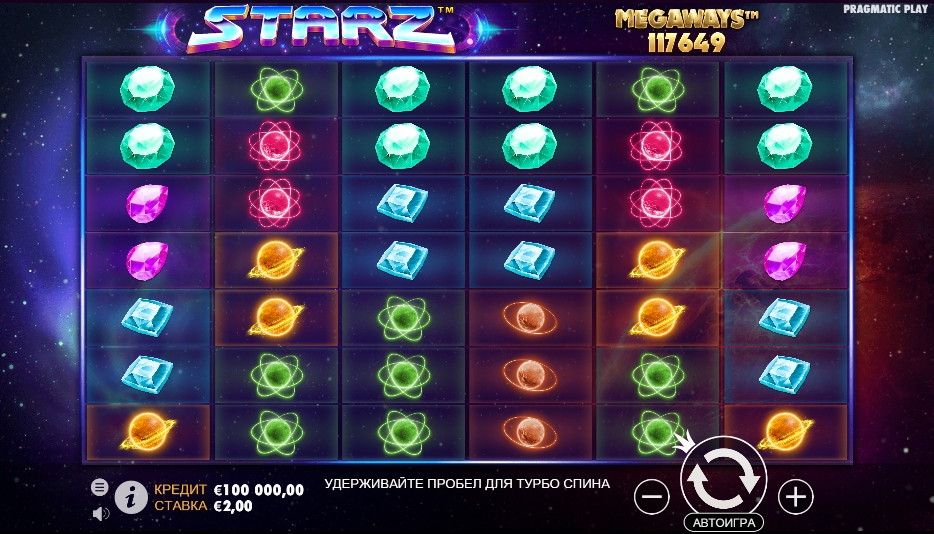 STARZ™
MEGAWAYS™
117649
PRAGMATIC PLAY
КРЕДИТ €100 000,00
СТАВКА €2,00
УДЕРЖИВАЙТЕ ПРОБЕЛ ДЛЯ ТУРБО СПИНА
АВТОИГРА